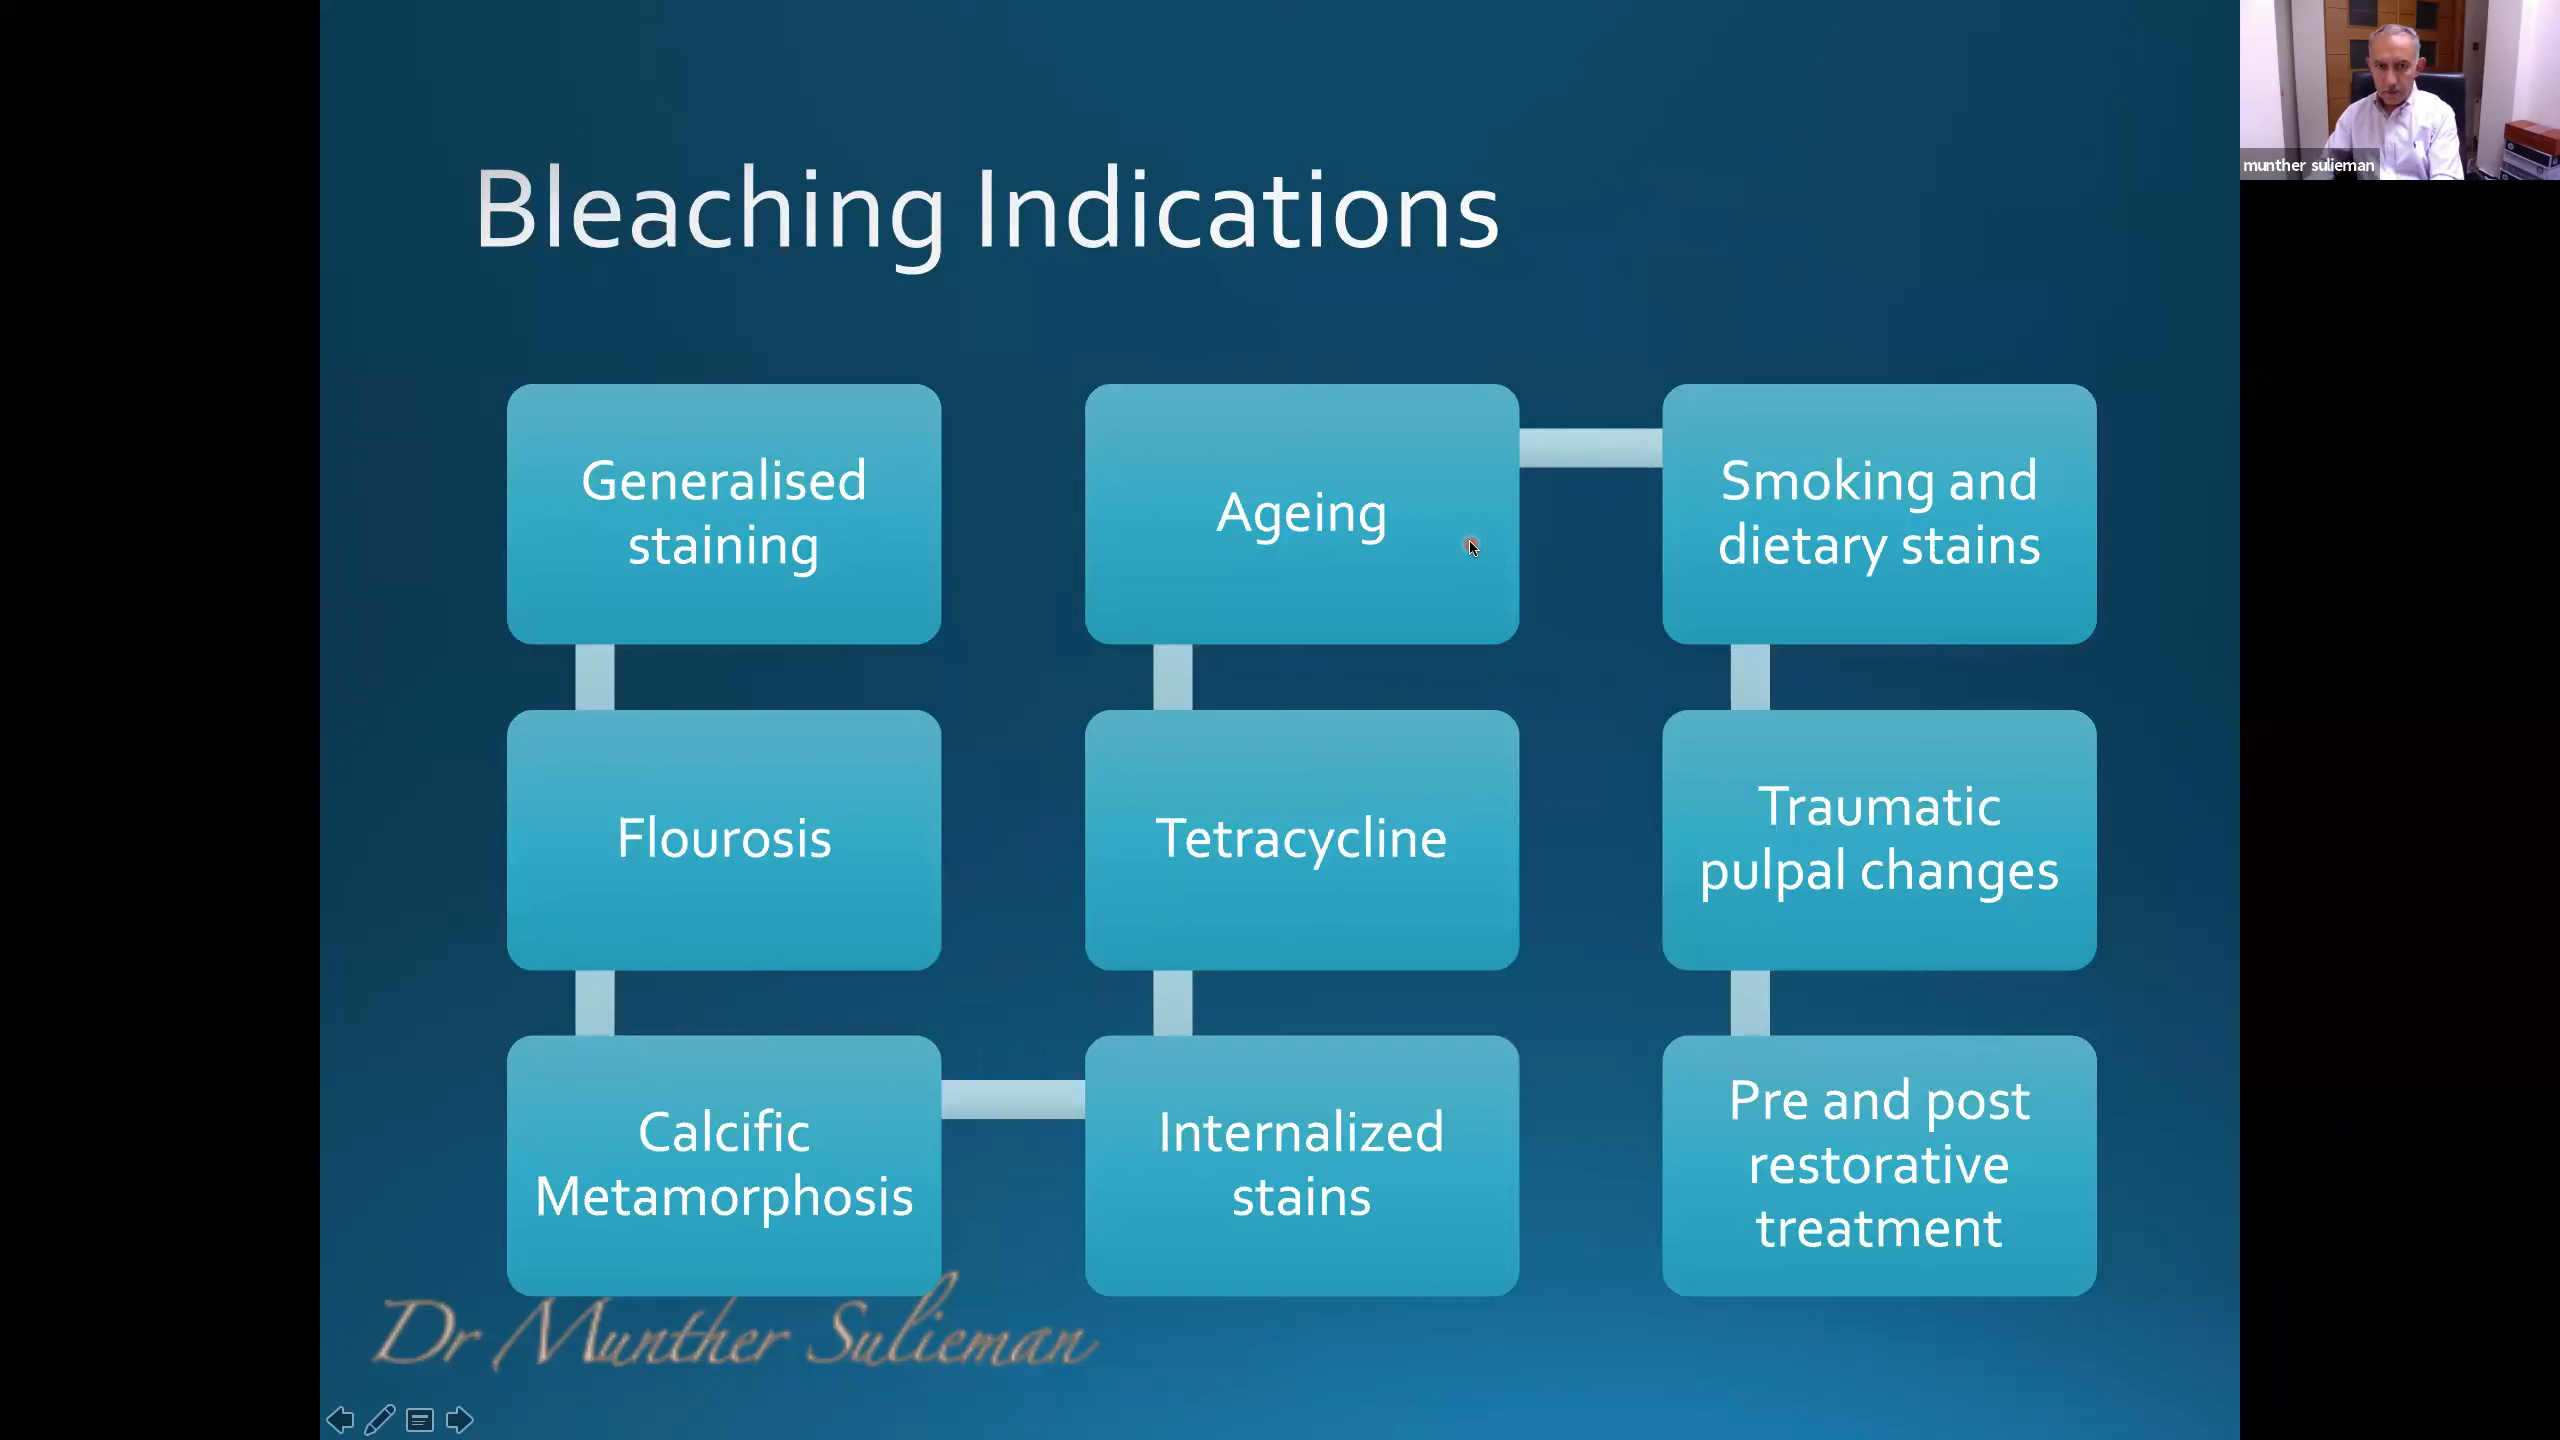 munther sulieman
Bleaching Indications
Generalised
staining
Flourosis
Calcific
Metamorphosis
Internalized
stains
Tetracycline
Ageing
Smoking and
dietary stains
Traumatic
pulpal changes
Pre and post
restorative
treatment
Dr Munther Sulieman